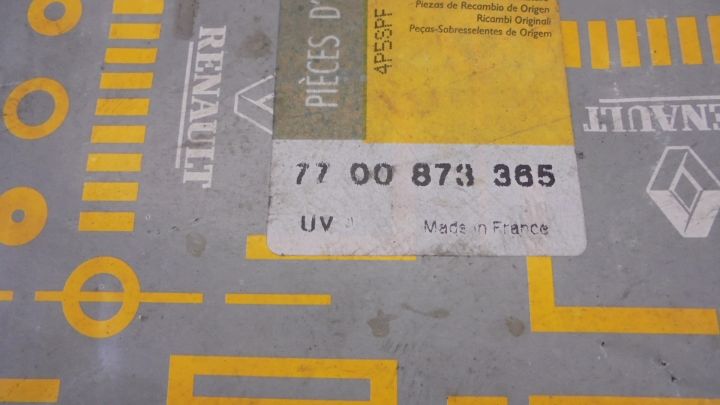 Piezas de Recambio de Origen
Ricambi Originali
Peças-Sobresselentes de Origem
PIÈCES D'
4P58PF
RENAULT
RENAULT
77 00 873 365
UV
Made in France